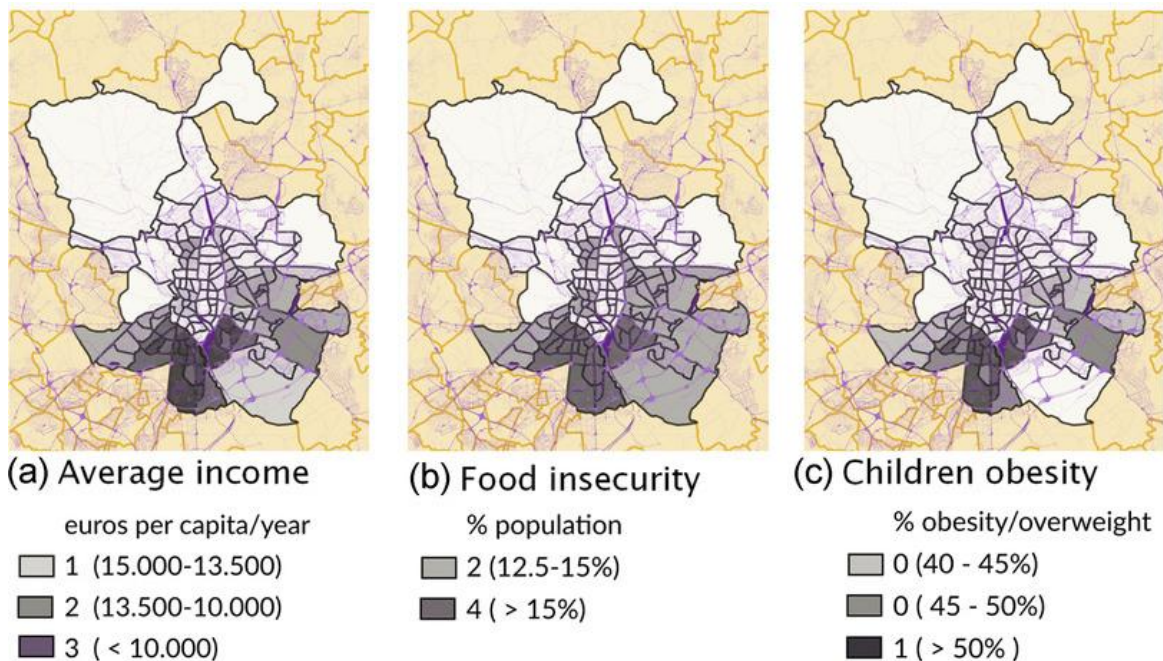 (a) Average income
euros per capita/year
1 (15.000-13.500)
2 (13.500-10.000)
3 ( < 10.000)
(b) Food insecurity
% population
2 (12.5-15%)
4 ( > 15%)
(c) Children obesity
% obesity/overweight
0 (40 - 45%)
0 ( 45 - 50%)
1 (> 50% )